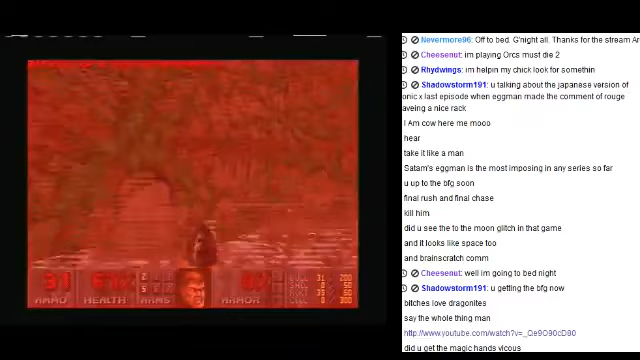 Nevermore96: Off to bed. G'night all. Thanks for the stream Ar
Cheesenut: im playing Orcs must die 2
Rhydwings: im helpin my chick look for somethin
Shadowstorm191: u talking about the japanese version of
onic x last episode when eggman made the comment of rouge
aveing a nice rack
I Am cow here me mooo
hear
take it like a man
Satam's eggman is the most imposing in any series so far
u up to the bfg soon
final rush and final chase
kill him
did u see the to the moon glitch in that game
and it looks like space too
and brainscratch comm
Cheesenut: well im going to bed night
Shadowstorm191: u getting the bfg now
bitches love dragonites
say the whole thing man
did u get the magic hands vicous
31
AMMO HEALTH ARMS ARMOR